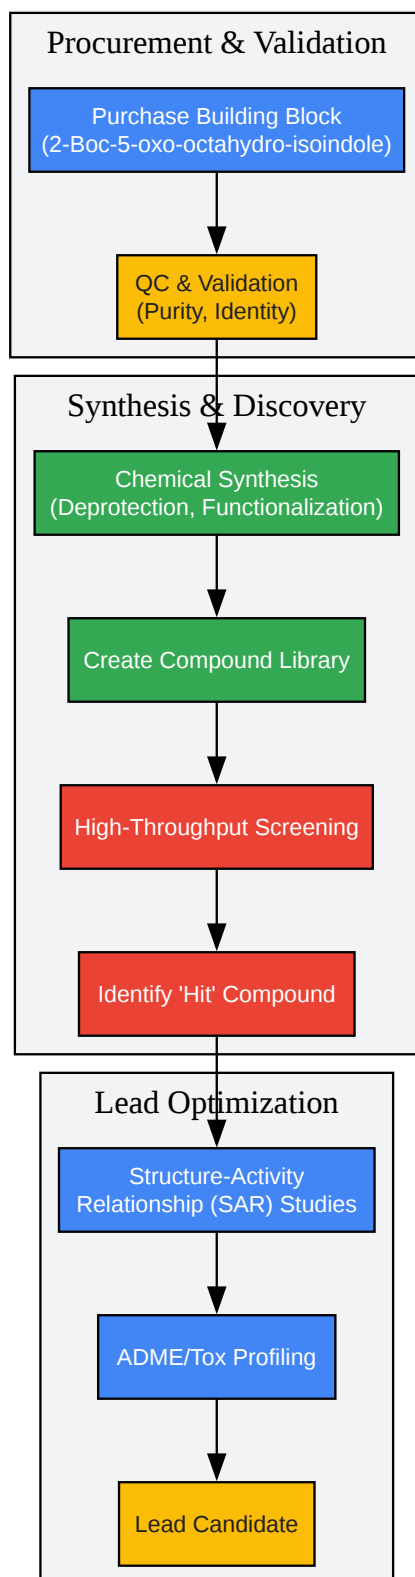 Procurement & Validation
Purchase Building Block
(2-Boc-5-oxo-octahydro-isoindole)
QC & Validation
(Purity, Identity)
Synthesis & Discovery
Chemical Synthesis
(Deprotection, Functionalization)
Create Compound Library
High-Throughput Screening
Identify 'Hit' Compound
Lead Optimization
Structure-Activity
Relationship (SAR) Studies
ADME/Tox Profiling
Lead Candidate